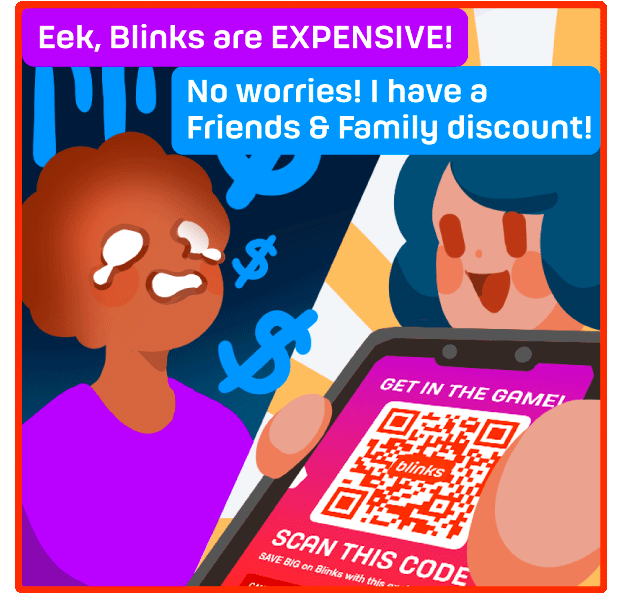 Eek, Blinks are EXPENSIVE!
No worries! I have a
Friends & Family discount!
GET IN THE GAME!
blinks
SCAN THIS CODE
SAVE BIG on Blinks with this